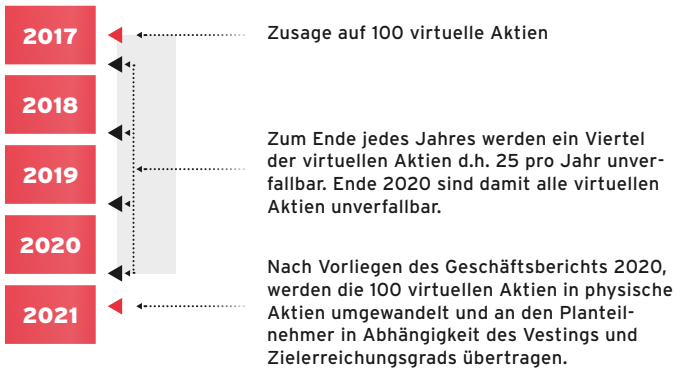 2017
Zusage auf 100 virtuelle Aktien
2018
Zum Ende jedes Jahres werden ein Viertel
der virtuellen Aktien d.h. 25 pro Jahr unver-
fallbar. Ende 2020 sind damit alle virtuellen
Aktien unverfallbar.
2019
2020
Nach Vorliegen des Geschäftsberichts 2020,
werden die 100 virtuellen Aktien in physische
Aktien umgewandelt und an den Planteil-
nehmer in Abhängigkeit des Vestings und
Zielerreichungsgrads übertragen.
2021